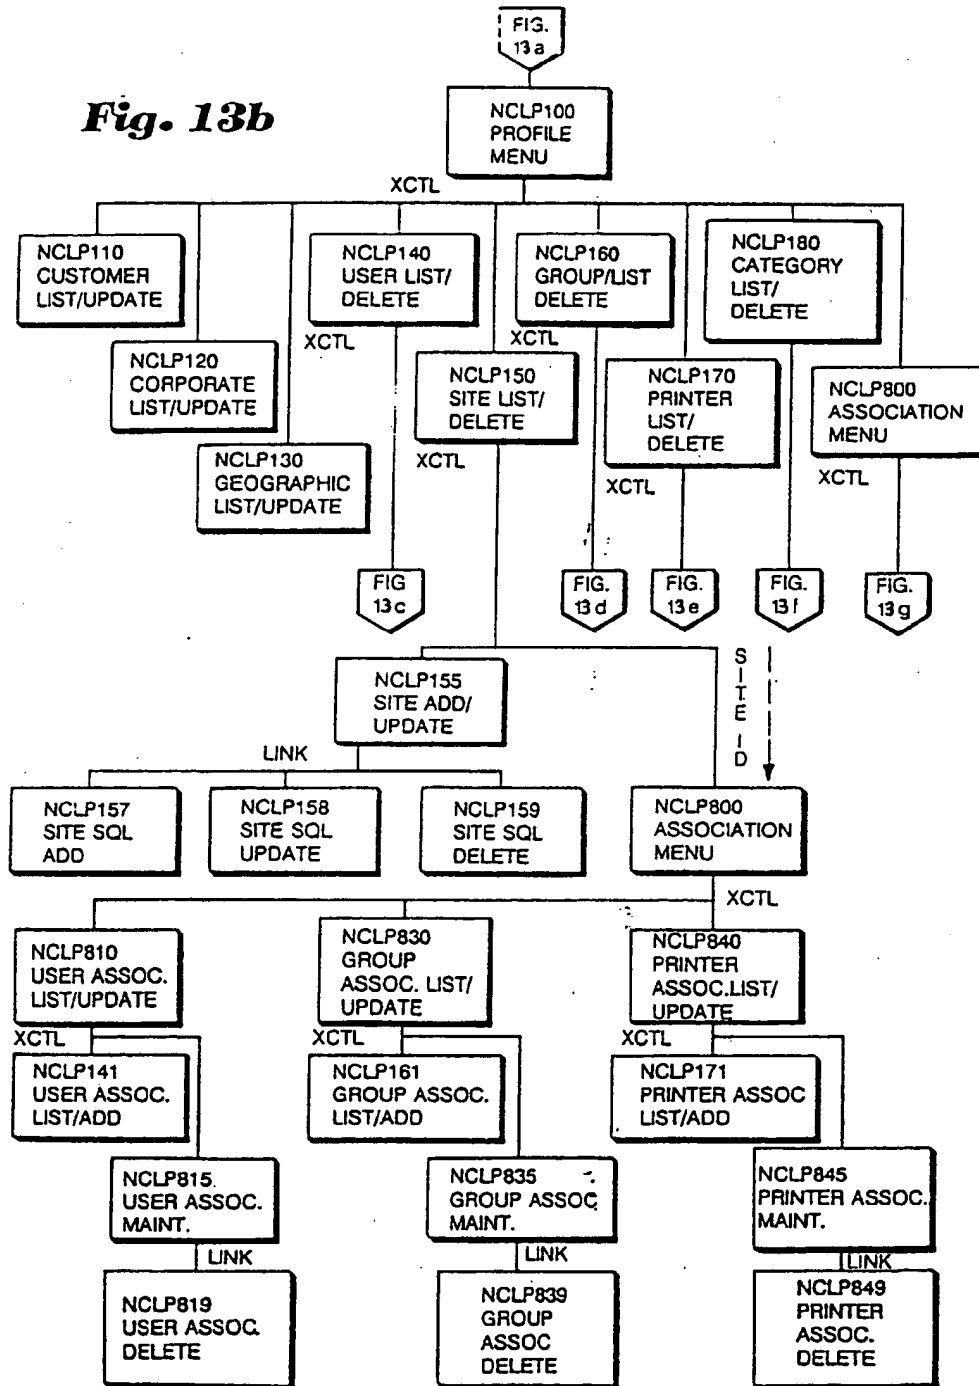 FIG.
13a
Fig. 13b
NCLP100
PROFILE
MENU
XCTL
NCLP110
CUSTOMER
LIST/UPDATE
NCLP140
USER LIST/
DELETE
NCLP160
GROUP/LIST
DELETE
NCLP180
CATEGORY
LIST/
DELETE
XCTL
XCTL
NCLP120
CORPORATE
LIST/UPDATE
NCLP150
SITE LIST/
DELETE
NCLP170
PRINTER
LIST/
DELETE
NCLP800
ASSOCIATION
MENU
NCLP130
GEOGRAPHIC
LIST/UPDATE
XCTL
XCTL
XCTL
FIG
13c
FIG.
13d
FIG.
13e
FIG.
13f
FIG.
13g
NCLP155
SITE ADD/
UPDATE
SITE ID
LINK
NCLP157
SITE SQL
ADD
NCLP158
SITE SQL
UPDATE
NCLP159
SITE SQL
DELETE
NCLP800
ASSOCIATION
MENU
XCTL
NCLP810
USER ASSOC.
LIST/UPDATE
NCLP830
GROUP
ASSOC. LIST/
UPDATE
NCLP840
PRINTER
ASSOC.LIST/
UPDATE
XCTL
XCTL
XCTL
NCLP141
USER ASSOC.
LIST/ADD
NCLP161
GROUP ASSOC.
LIST/ADD
NCLP171
PRINTER ASSOC
LIST/ADD
NCLP815
USER ASSOC.
MAINT.
NCLP835
GROUP ASSOC
MAINT.
NCLP845
PRINTER ASSOC.
MAINT.
LINK
LINK
LINK
NCLP819
USER ASSOC.
DELETE
NCLP839
GROUP
ASSOC
DELETE
NCLP849
PRINTER
ASSOC.
DELETE